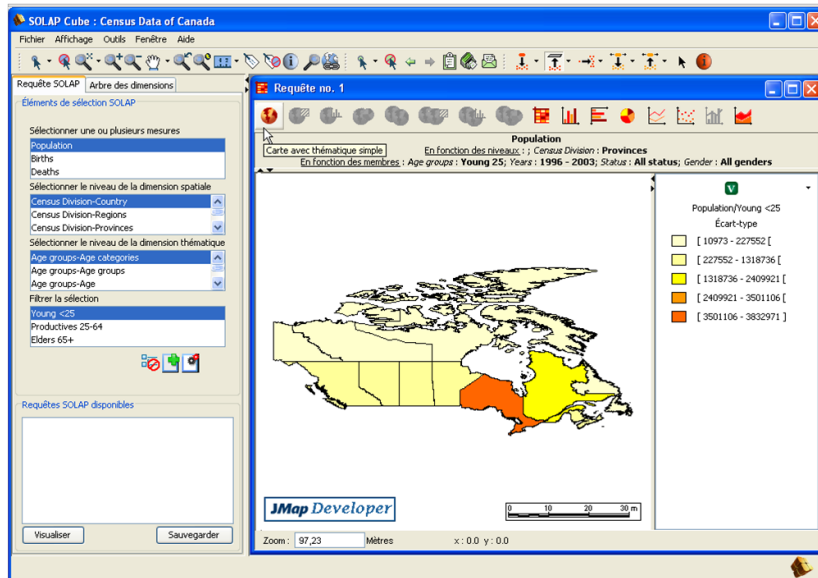 SOLAP Cube : Census Data of Canada
Fichier Affichage Outils Fenêtre Aide
Requête SOLAP Arbre des dimensions
Éléments de sélection SOLAP
Sélectionner une ou plusieurs mesures
Population
Births
Deaths
Sélectionner le niveau de la dimension spatiale
Census Division-Country
Census Division-Regions
Census Division-Provinces
Sélectionner le niveau de la dimension thématique
Age groups-Age categories
Age groups-Age groups
Age groups-Age
Filtrer la sélection
Young <25
Productives 25-64
Elders 65+
Requêtes SOLAP disponibles
Visualiser Sauvegarder
Requête no. 1
Carte avec thématique simple
Population
En fonction des niveaux : ; Census Division : Provinces
En fonction des membres : Age groups : Young 25; Years : 1996 - 2003; Status : All status; Gender : All genders
V
Population/Young <25
Écart-type
[ 10973 - 227552 [
[ 227552 - 1318736 [
[ 1318736 - 2409921 [
[ 2409921 - 3501106 [
[ 3501106 - 3832971 ]
JMap Developer
0 10 20 30 m
Zoom : 97,23 Mètres x : 0.0 y : 0.0